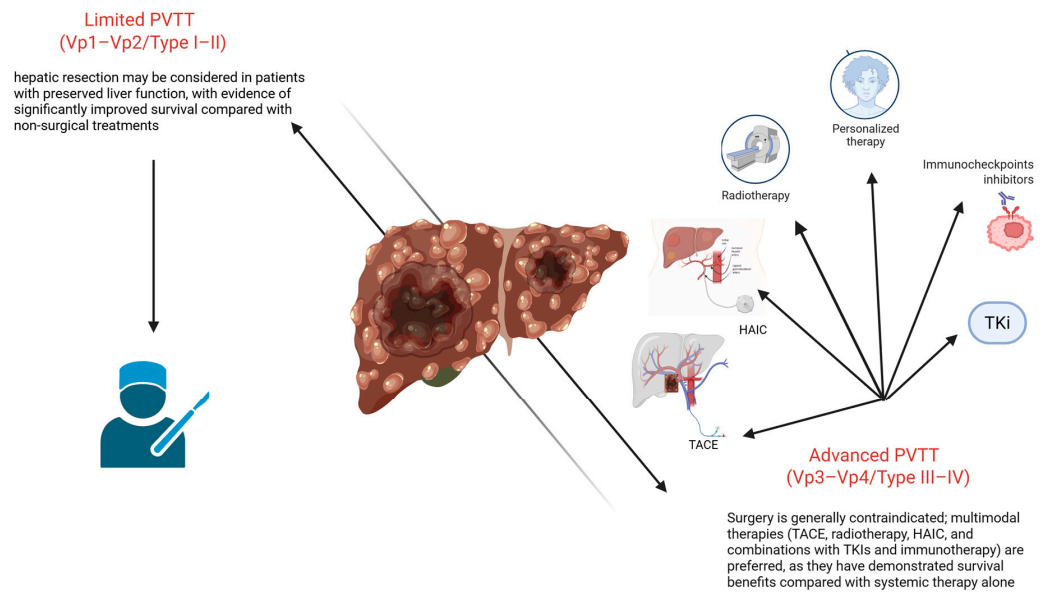 Limited PVTT
(Vp1–Vp2/Type I–II)
hepatic resection may be considered in patients
with preserved liver function, with evidence of
significantly improved survival compared with
non-surgical treatments
Personalized
therapy
Radiotherapy
Immunocheckpoints
inhibitors
HAIC
TKi
TACE
Advanced PVTT
(Vp3–Vp4/Type III–IV)
Surgery is generally contraindicated; multimodal
therapies (TACE, radiotherapy, HAIC, and
combinations with TKIs and immunotherapy) are
preferred, as they have demonstrated survival
benefits compared with systemic therapy alone